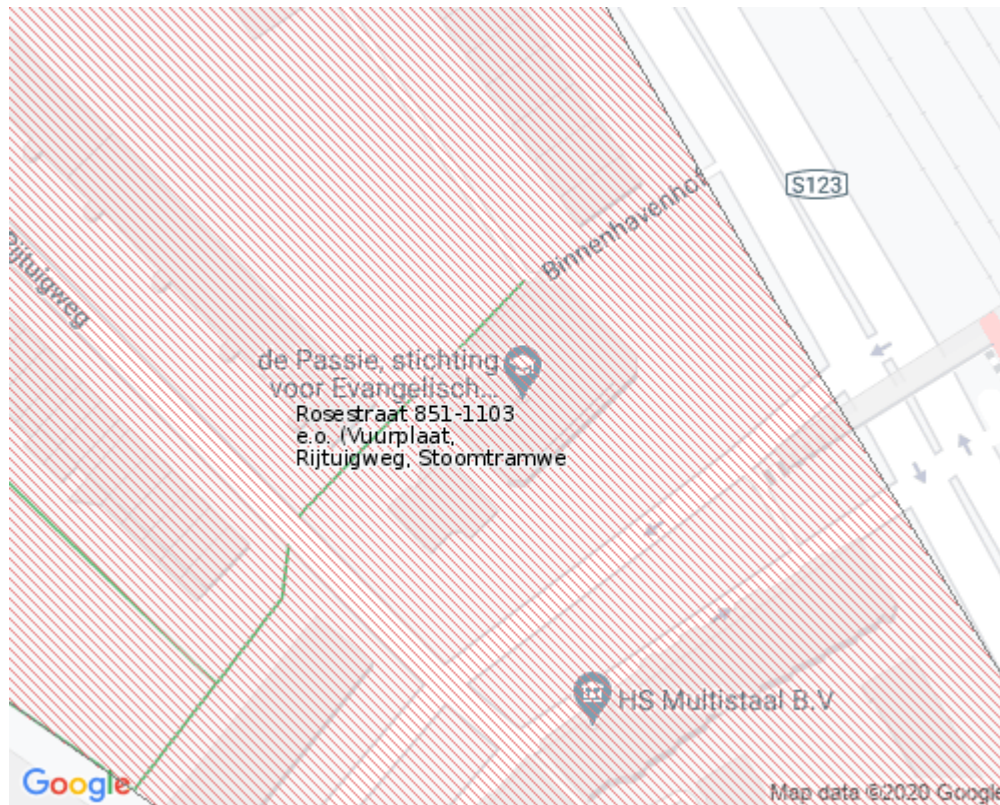 S123
Binnenhavenhof
Rijtuigweg
de Passie, stichting
voor Evangelisch...
Rosestraat 851-1103
e.o. (Vuurplaat,
Rijtuigweg, Stoomtramwe
HS Multistaal B.V
Google
Map data ©2020 Google